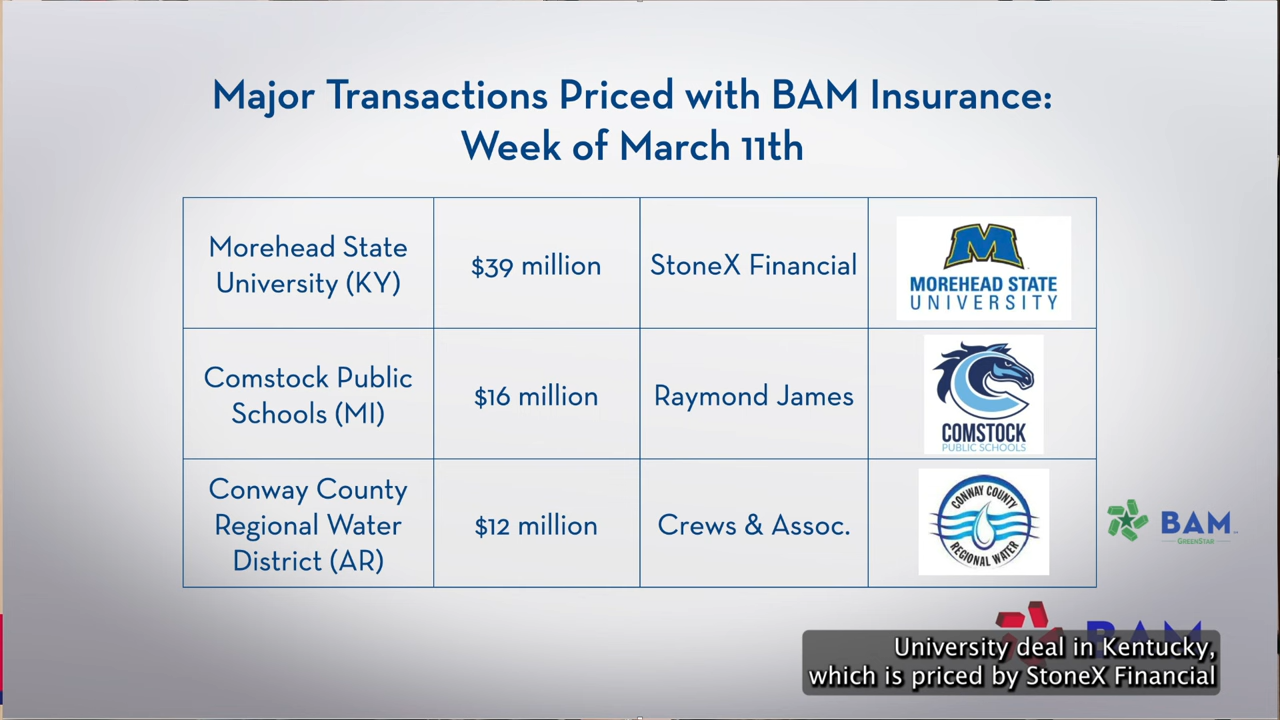 Major Transactions Priced with BAM Insurance:
Week of March 11th
Morehead State
University (KY)
$39 million
StoneX Financial
M
MOREHEAD STATE
UNIVERSITY
Comstock Public
Schools (MI)
$16 million
Raymond James
COMSTOCK
PUBLIC SCHOOLS
Conway County
Regional Water
District (AR)
$12 million
Crews & Assoc.
CONWAY COUNTY
REGIONAL WATER
BAM
GREENSTAR
BAM
University deal in Kentucky,
which is priced by StoneX Financial